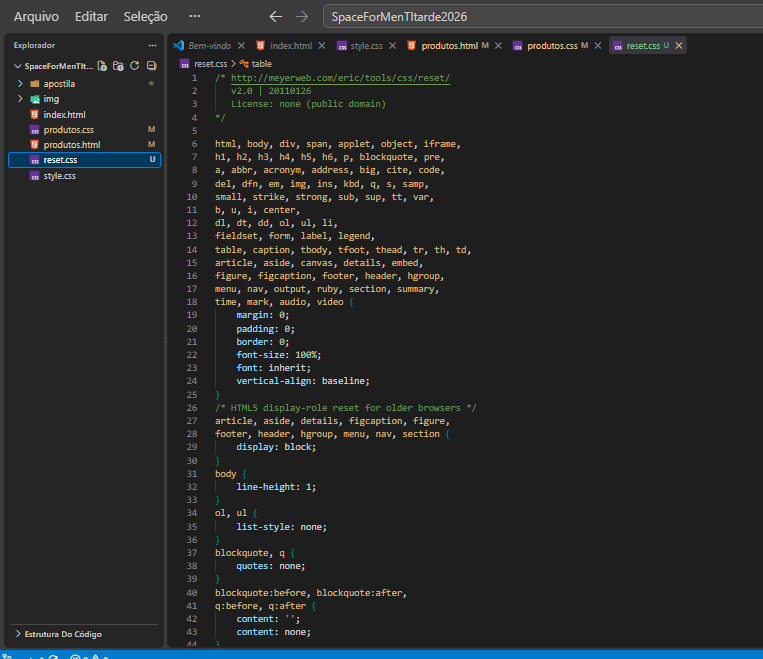 Arquivo Editar Seleção ··· SpaceForMenTItarde2026
Explorador ···
SpaceForMenTIt...
apostila
img
index.html
produtos.css M
produtos.html M
reset.css U
style.css
Estrutura Do Código
Bem-vindo index.html style.css produtos.html M produtos.css M reset.css U
reset.css > table
1 /* http://meyerweb.com/eric/tools/css/reset/
2 v2.0 | 20110126
3 License: none (public domain)
4 */
5
6 html, body, div, span, applet, object, iframe,
7 h1, h2, h3, h4, h5, h6, p, blockquote, pre,
8 a, abbr, acronym, address, big, cite, code,
9 del, dfn, em, img, ins, kbd, q, s, samp,
10 small, strike, strong, sub, sup, tt, var,
11 b, u, i, center,
12 dl, dt, dd, ol, ul, li,
13 fieldset, form, label, legend,
14 table, caption, tbody, tfoot, thead, tr, th, td,
15 article, aside, canvas, details, embed,
16 figure, figcaption, footer, header, hgroup,
17 menu, nav, output, ruby, section, summary,
18 time, mark, audio, video {
19 margin: 0;
20 padding: 0;
21 border: 0;
22 font-size: 100%;
23 font: inherit;
24 vertical-align: baseline;
25 }
26 /* HTML5 display-role reset for older browsers */
27 article, aside, details, figcaption, figure,
28 footer, header, hgroup, menu, nav, section {
29 display: block;
30 }
31 body {
32 line-height: 1;
33 }
34 ol, ul {
35 list-style: none;
36 }
37 blockquote, q {
38 quotes: none;
39 }
40 blockquote:before, blockquote:after,
41 q:before, q:after {
42 content: '';
43 content: none;
44 }